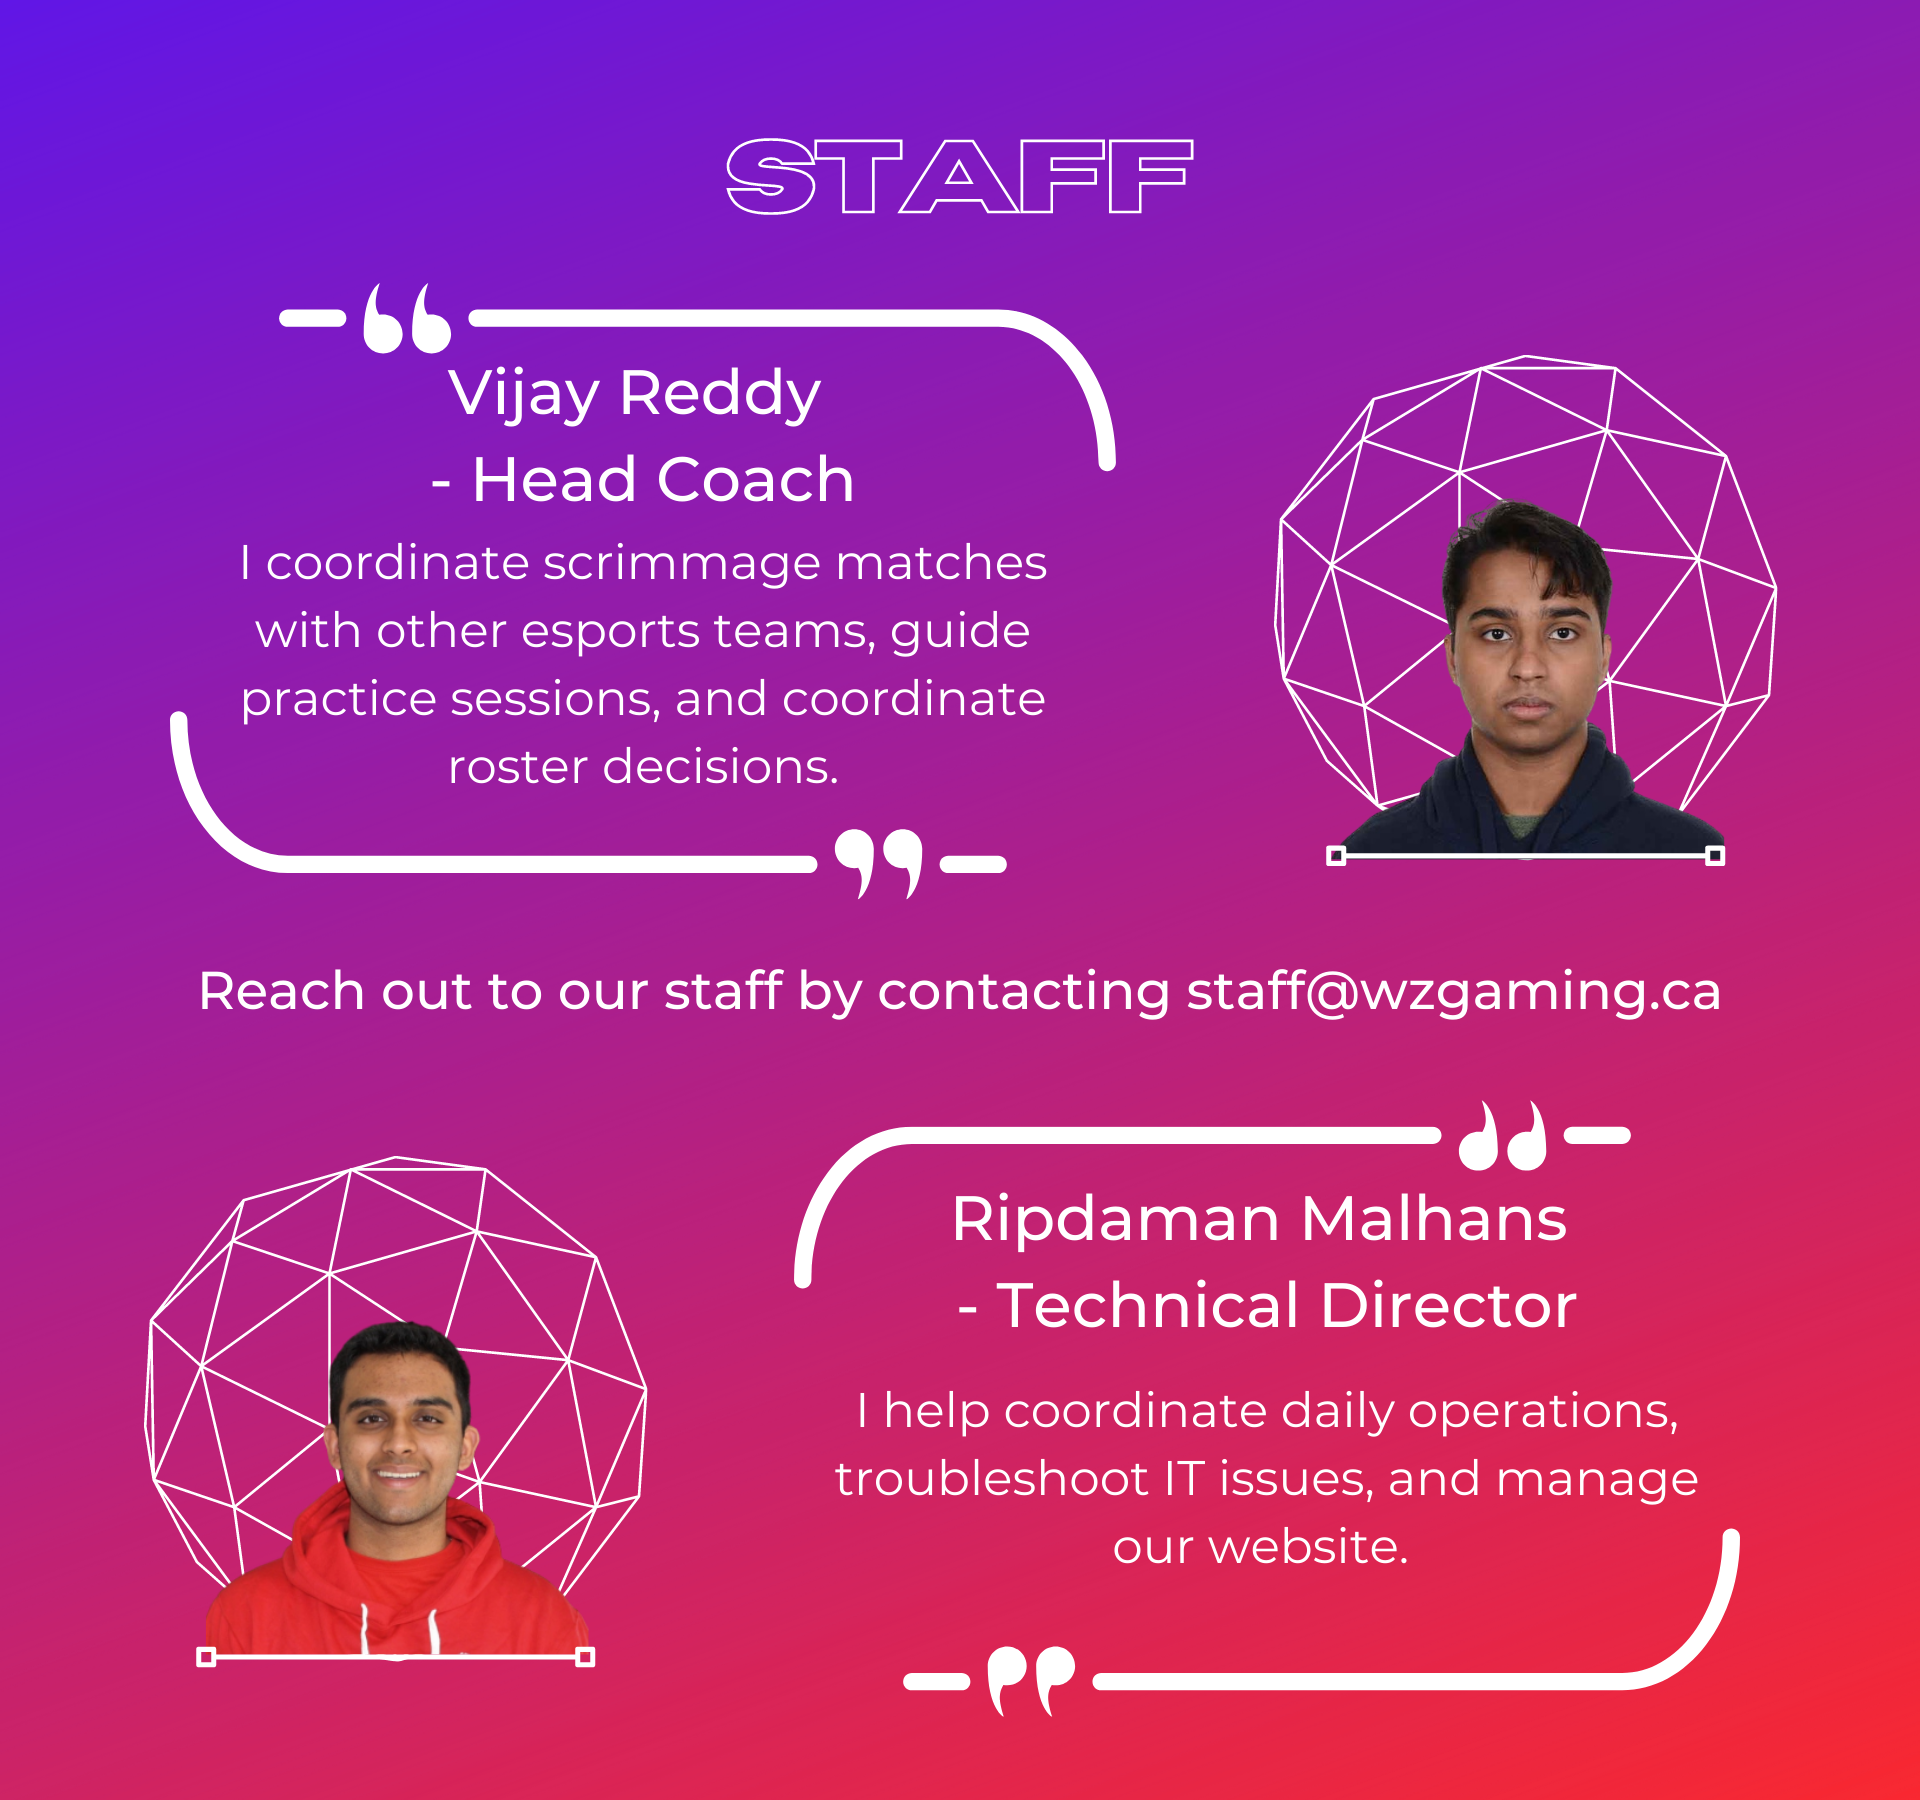 STAFF
Vijay Reddy
- Head Coach
I coordinate scrimmage matches
with other esports teams, guide
practice sessions, and coordinate
roster decisions.
Reach out to our staff by contacting staff@wzgaming.ca
Ripdaman Malhans
- Technical Director
I help coordinate daily operations,
troubleshoot IT issues, and manage
our website.